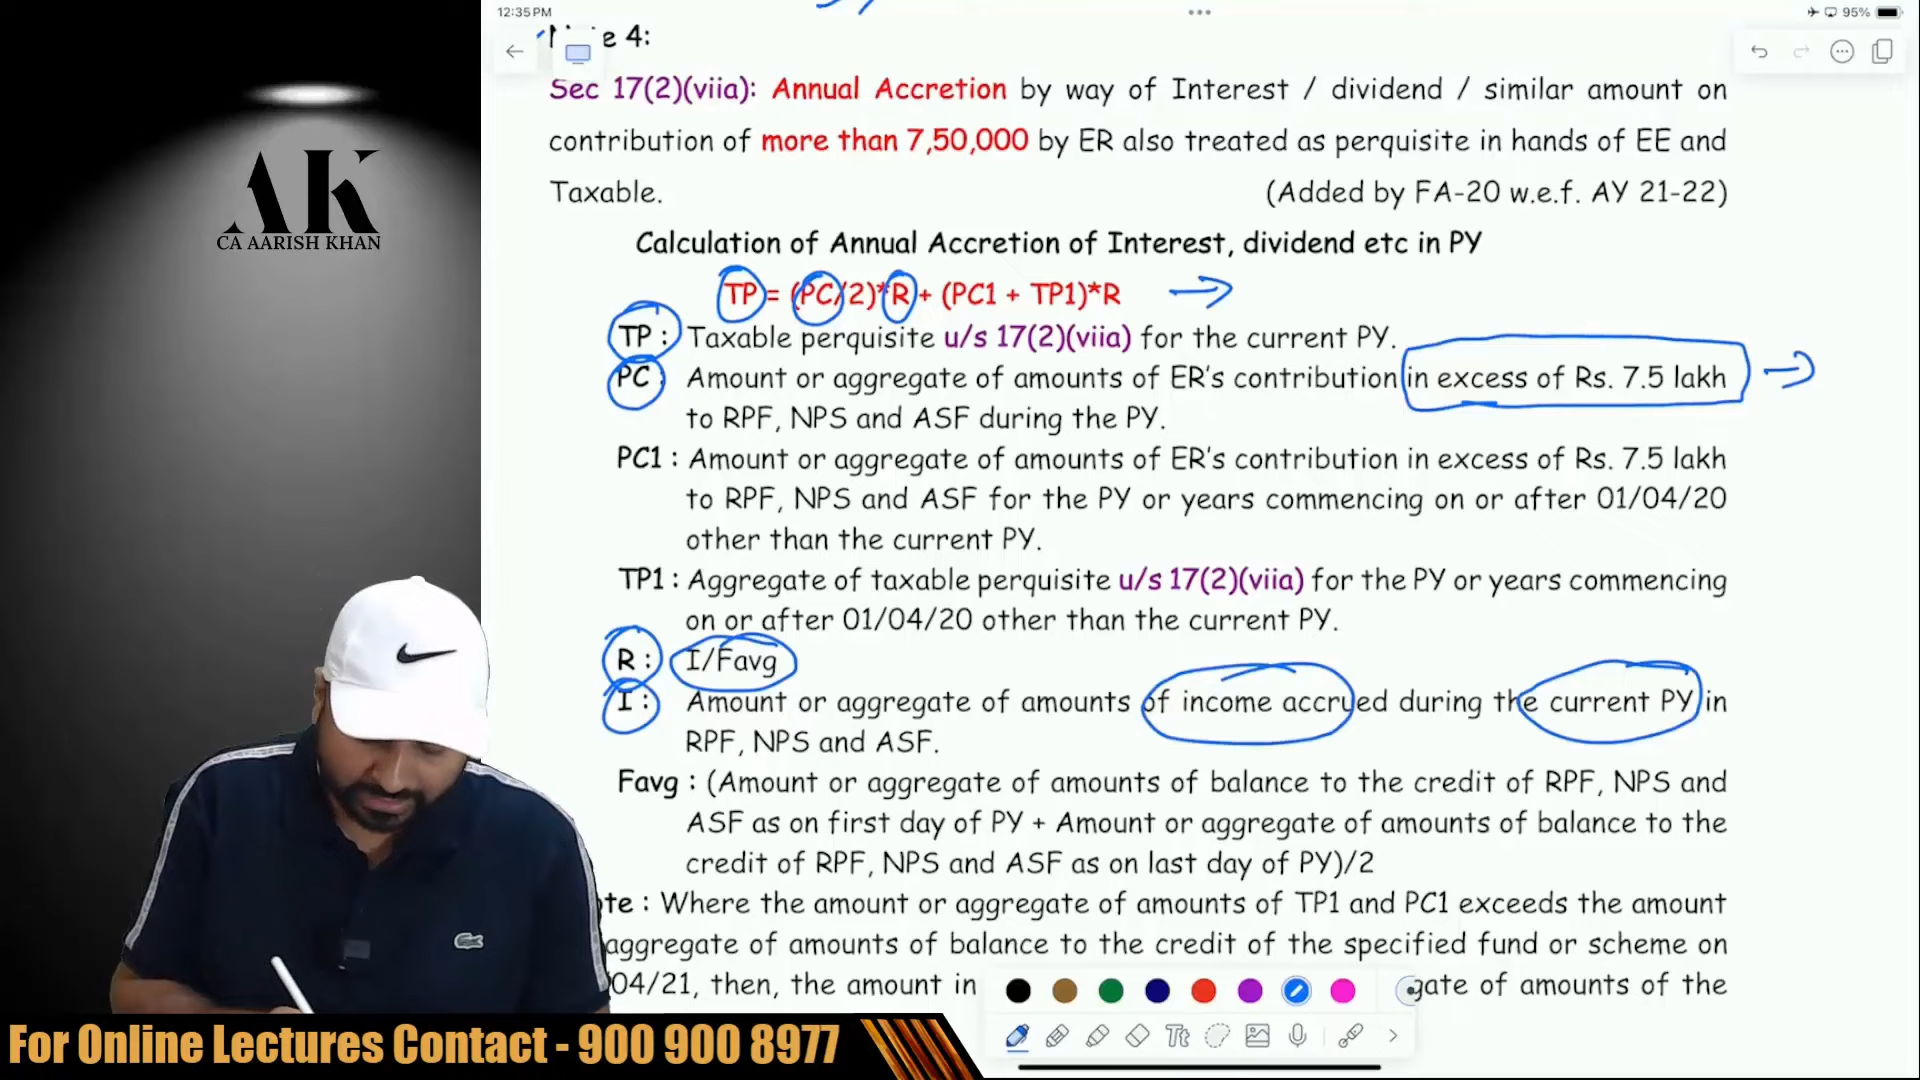 12:35 PM
95%
e 4:
Sec 17(2)(viia): Annual Accretion by way of Interest / dividend / similar amount on
contribution of more than 7,50,000 by ER also treated as perquisite in hands of EE and
Taxable. (Added by FA-20 w.e.f. AY 21-22)
Calculation of Annual Accretion of Interest, dividend etc in PY
TP = (PC/2)*R + (PC1 + TP1)*R
TP : Taxable perquisite u/s 17(2)(viia) for the current PY.
PC : Amount or aggregate of amounts of ER's contribution in excess of Rs. 7.5 lakh
to RPF, NPS and ASF during the PY.
PC1 : Amount or aggregate of amounts of ER's contribution in excess of Rs. 7.5 lakh
to RPF, NPS and ASF for the PY or years commencing on or after 01/04/20
other than the current PY.
TP1 : Aggregate of taxable perquisite u/s 17(2)(viia) for the PY or years commencing
on or after 01/04/20 other than the current PY.
R : I/Favg
I : Amount or aggregate of amounts of income accrued during the current PY in
RPF, NPS and ASF.
Favg : (Amount or aggregate of amounts of balance to the credit of RPF, NPS and
ASF as on first day of PY + Amount or aggregate of amounts of balance to the
credit of RPF, NPS and ASF as on last day of PY)/2
te : Where the amount or aggregate of amounts of TP1 and PC1 exceeds the amount
aggregate of amounts of balance to the credit of the specified fund or scheme on
04/21, then, the amount in gate of amounts of the
Tt
AK
CA AARISH KHAN
For Online Lectures Contact - 900 900 8977